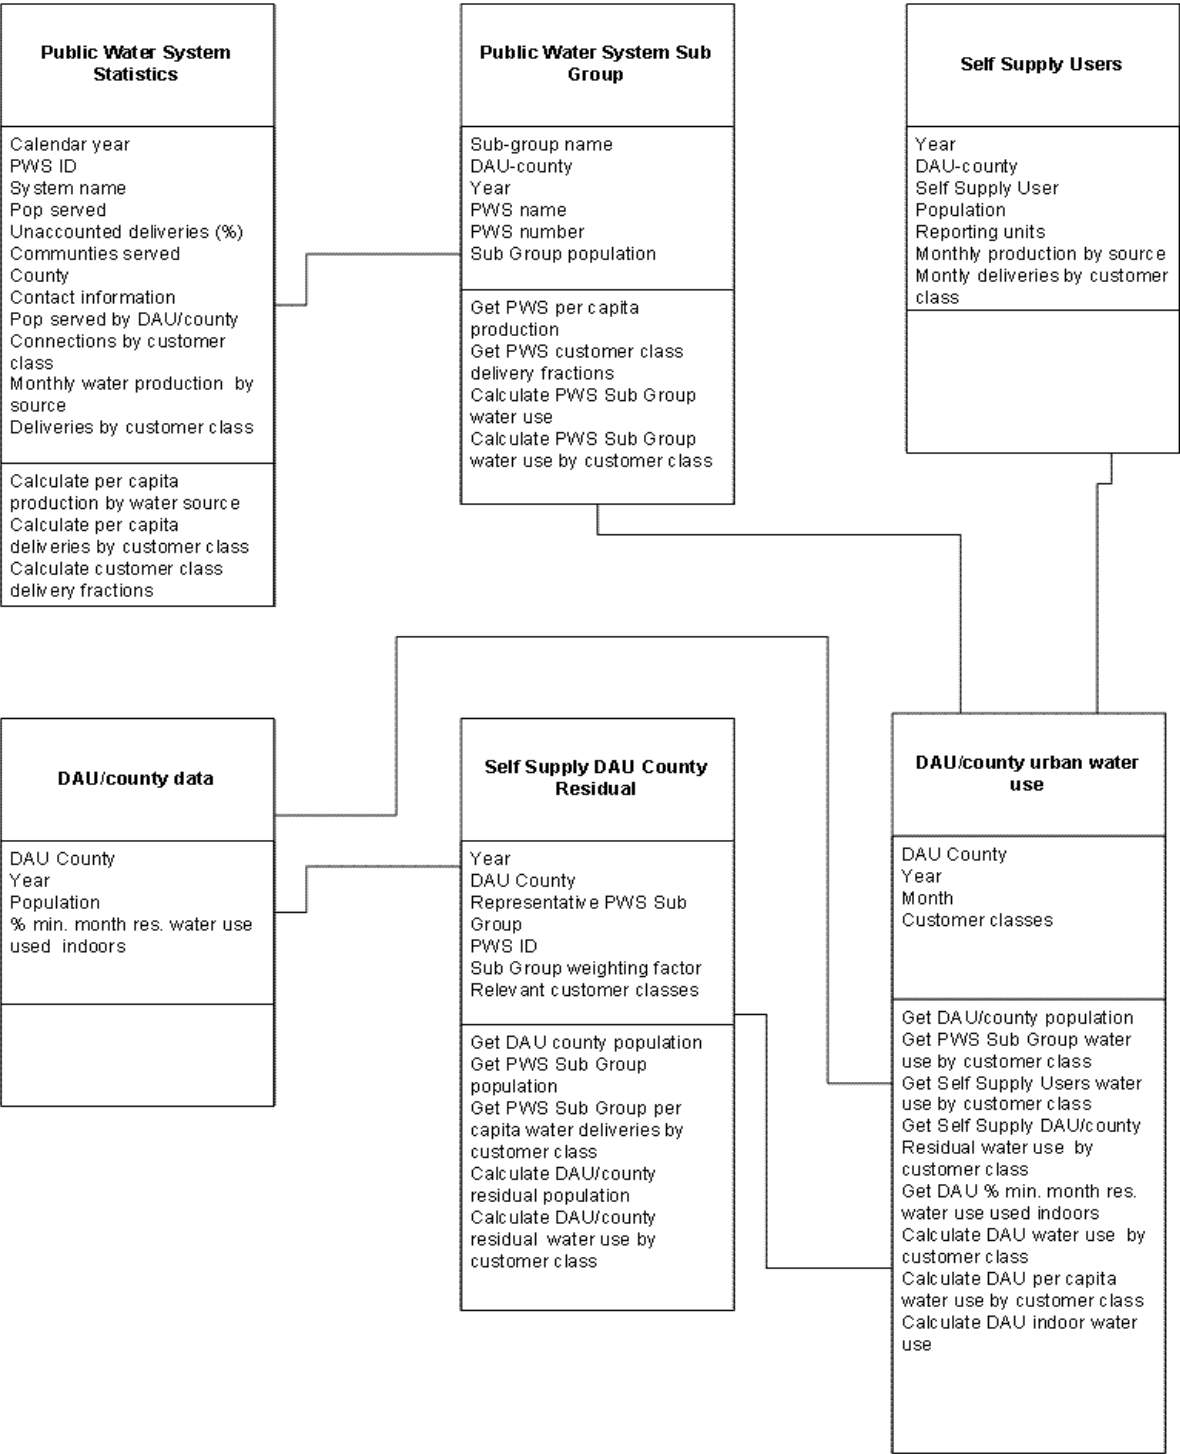 Public Water System
Statistics
Calendar year
PWS ID
System name
Pop served
Unaccounted deliveries (%)
Communties served
County
Contact information
Pop served by DAU/county
Connections by customer
class
Monthly water production by
source
Deliveries by customer class
Calculate per capita
production by water source
Calculate per capita
deliveries by customer class
Calculate customer class
delivery fractions
Public Water System Sub
Group
Sub-group name
DAU-county
Year
PWS name
PWS number
Sub Group population
Get PWS per capita
production
Get PWS customer class
delivery fractions
Calculate PWS Sub Group
water use
Calculate PWS Sub Group
water use by customer class
Self Supply Users
Year
DAU-county
Self Supply User
Population
Reporting units
Monthly production by source
Montly deliveries by customer
class
DAU/county data
DAU County
Year
Population
% min. month res. water use
used indoors
Self Supply DAU County
Residual
Year
DAU County
Representative PWS Sub
Group
PWS ID
Sub Group weighting factor
Relevant customer classes
Get DAU county population
Get PWS Sub Group
population
Get PWS Sub Group per
capita water deliveries by
customer class
Calculate DAU/county
residual population
Calculate DAU/county
residual water use by
customer class
DAU/county urban water
use
DAU County
Year
Month
Customer classes
Get DAU/county population
Get PWS Sub Group water
use by customer class
Get Self Supply Users water
use by customer class
Get Self Supply DAU/county
Residual water use by
customer class
Get DAU % min. month res.
water use used indoors
Calculate DAU water use by
customer class
Calculate DAU per capita
water use by customer class
Calculate DAU indoor water
use